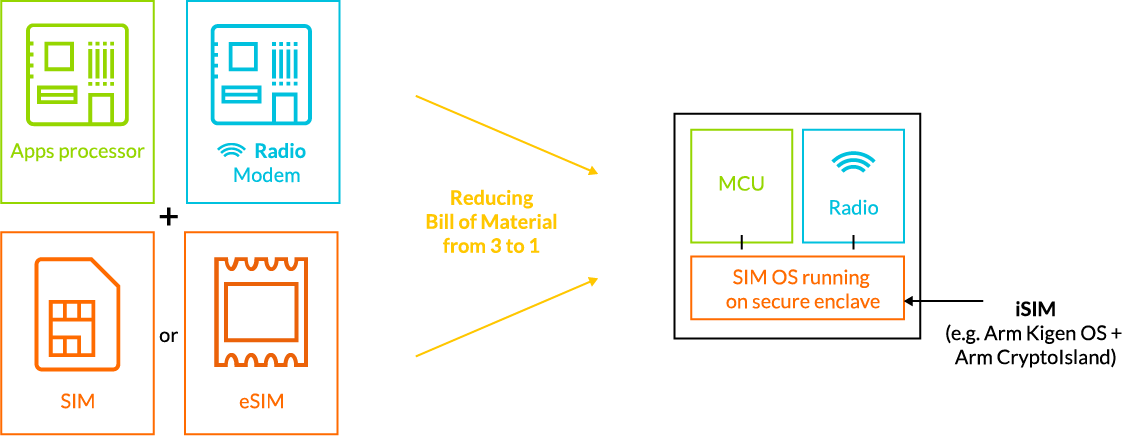 Apps processor
Radio
Modem
+
SIM
or
eSIM
Reducing
Bill of Material
from 3 to 1
MCU
Radio
SIM OS running
on secure enclave
iSIM
(e.g. Arm Kigen OS +
Arm CryptoIsland)